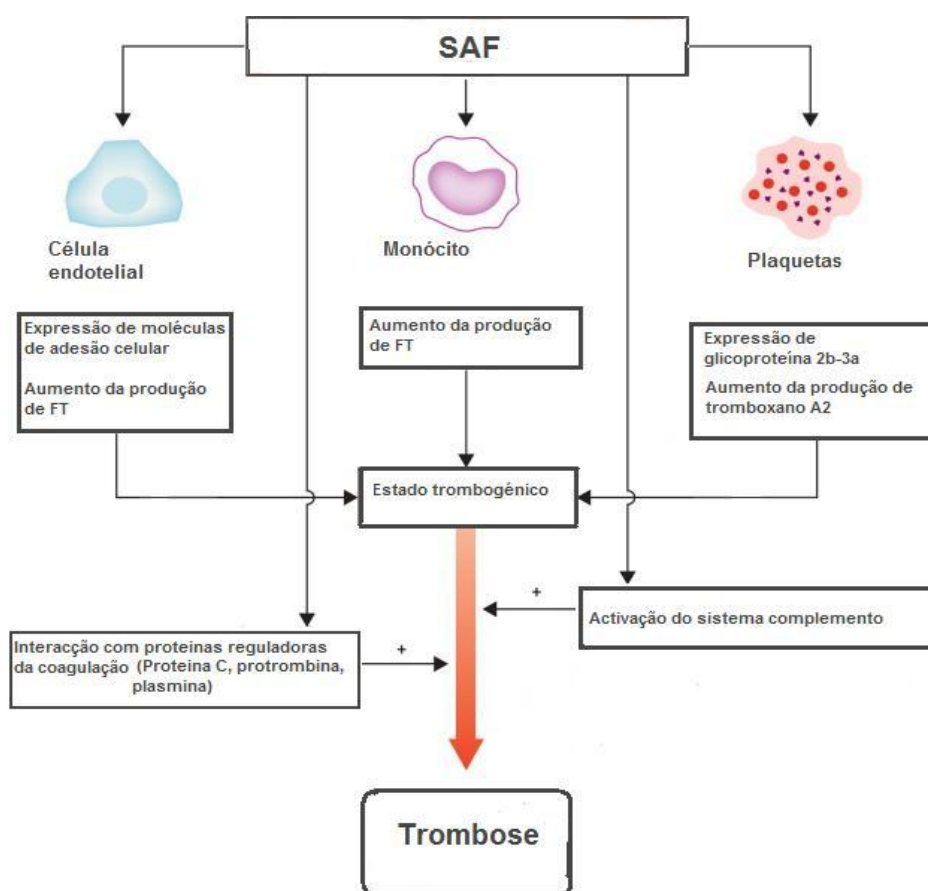 SAF
Célula
endotelial
Monócito
Plaquetas
Expressão de moléculas
de adesão celular
Aumento da produção
de FT
Aumento da produção
de FT
Expressão de
glicoproteína 2b-3a
Aumento da produção de
tromboxano A2
Estado trombogénico
+
Activação do sistema complemento
Interacção com proteinas reguladoras
da coagulação (Proteina C, protrombina,
plasmina)
+
Trombose